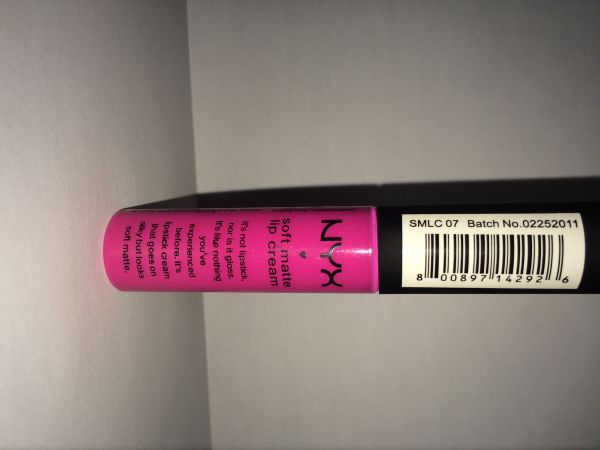 NYX
soft matte
lip cream
It's not lipstick,
nor is it gloss.
It's like nothing
you've
experienced
before. It's
lipstick cream
that goes on
silky but looks
soft matte.
SMLC 07 Batch No.02252011
8 00897 14292 6